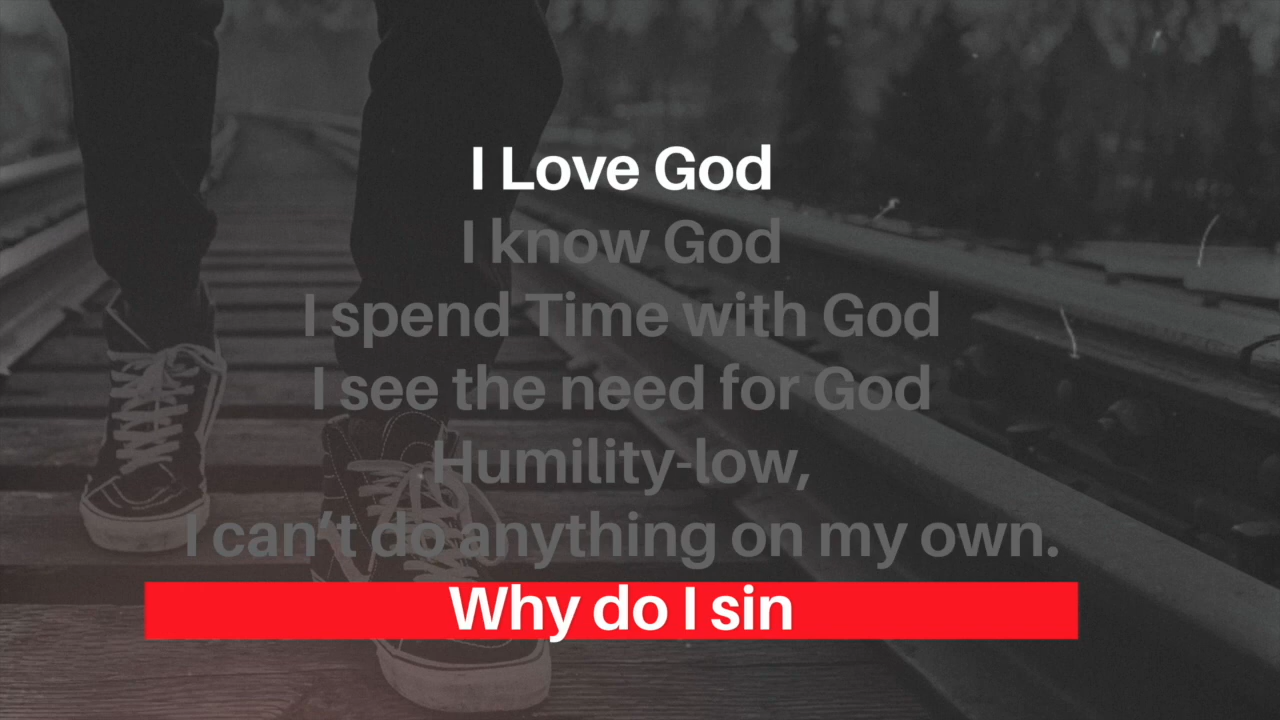 I Love God
I know God
I spend Time with God
I see the need for God
Humility-low,
I can't do anything on my own.
Why do I sin